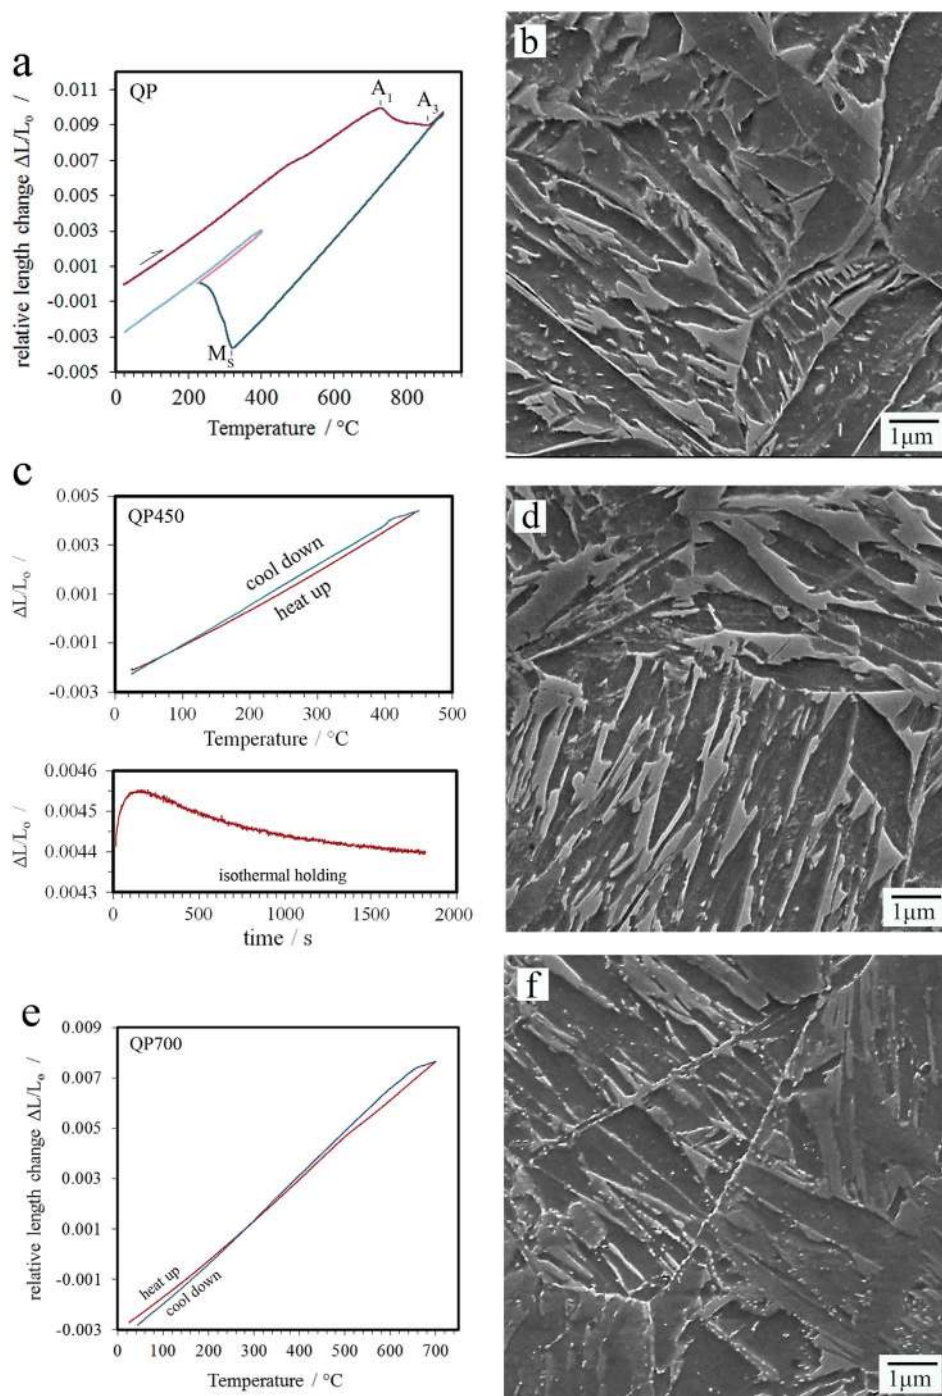 a
QP
A1
A3
MS
0.011
0.009
0.007
0.005
0.003
0.001
-0.001
-0.003
-0.005
relative length change ΔL/Lo /
0 200 400 600 800
Temperature / °C
b
1μm
c
QP450
cool down
heat up
0.005
0.003
0.001
-0.001
-0.003
ΔL/Lo /
0 100 200 300 400 500
Temperature / °C
0.0046
0.0045
0.0044
0.0043
ΔL/Lo /
isothermal holding
0 500 1000 1500 2000
time / s
d
1μm
e
QP700
heat up
cool down
0.009
0.007
0.005
0.003
0.001
-0.001
-0.003
relative length change ΔL/Lo /
0 100 200 300 400 500 600 700
Temperature / °C
f
1μm